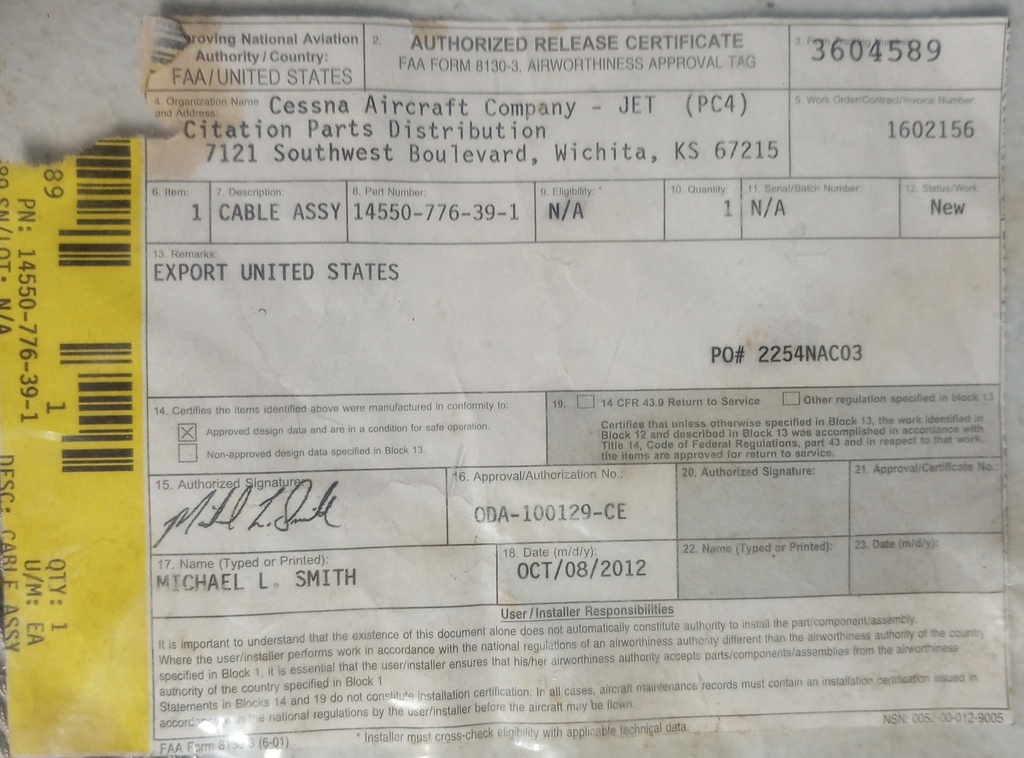 roving National Aviation
Authority / Country:
FAA/UNITED STATES
2.
AUTHORIZED RELEASE CERTIFICATE
FAA FORM 8130-3, AIRWORTHINESS APPROVAL TAG
3.
3604589
4. Organization Name
and Address:
Cessna Aircraft Company - JET (PC4)
Citation Parts Distribution
7121 Southwest Boulevard, Wichita, KS 67215
5. Work Order/Contract/Invoice Number:
1602156
6. Item:
1
7. Description:
CABLE ASSY
8. Part Number:
14550-776-39-1
9. Eligibility: *
N/A
10. Quantity:
1
11. Serial/Batch Number:
N/A
12. Status/Work:
New
13. Remarks:
EXPORT UNITED STATES
PO# 2254NAC03
14. Certifies the items identified above were manufactured in conformity to:
Approved design data and are in a condition for safe operation.
Non-approved design data specified in Block 13.
19. 14 CFR 43.9 Return to Service Other regulation specified in block 13
Certifies that unless otherwise specified in Block 13, the work identified in
Block 12 and described in Block 13 was accomplished in accordance with
Title 14, Code of Federal Regulations, part 43 and in respect to that work,
the items are approved for return to service.
15. Authorized Signature
16. Approval/Authorization No.:
ODA-100129-CE
20. Authorized Signature:
21. Approval/Certificate No.:
17. Name (Typed or Printed):
MICHAEL L. SMITH
18. Date (m/d/y):
OCT/08/2012
22. Name (Typed or Printed):
23. Date (m/d/y):
User/Installer Responsibilities
It is important to understand that the existence of this document alone does not automatically constitute authority to install the part/component/assembly.
Where the user/installer performs work in accordance with the national regulations of an airworthiness authority different than the airworthiness authority of the country
specified in Block 1, it is essential that the user/installer ensures that his/her airworthiness authority accepts parts/components/assemblies from the airworthiness
authority of the country specified in Block 1
Statements in Blocks 14 and 19 do not constitute installation certification. In all cases, aircraft maintenance records must contain an installation certification issued in
the national regulations by the user/installer before the aircraft may be flown.
FAA Form 8130-3 (6-01)
* Installer must cross-check eligibility with applicable technical data.
NSN: 0052-00-012-9005
89
PN: 14550-776-39-1
SN/LOT: N/A
1
QTY: 1
U/M: EA
DESC: CABLE ASSY